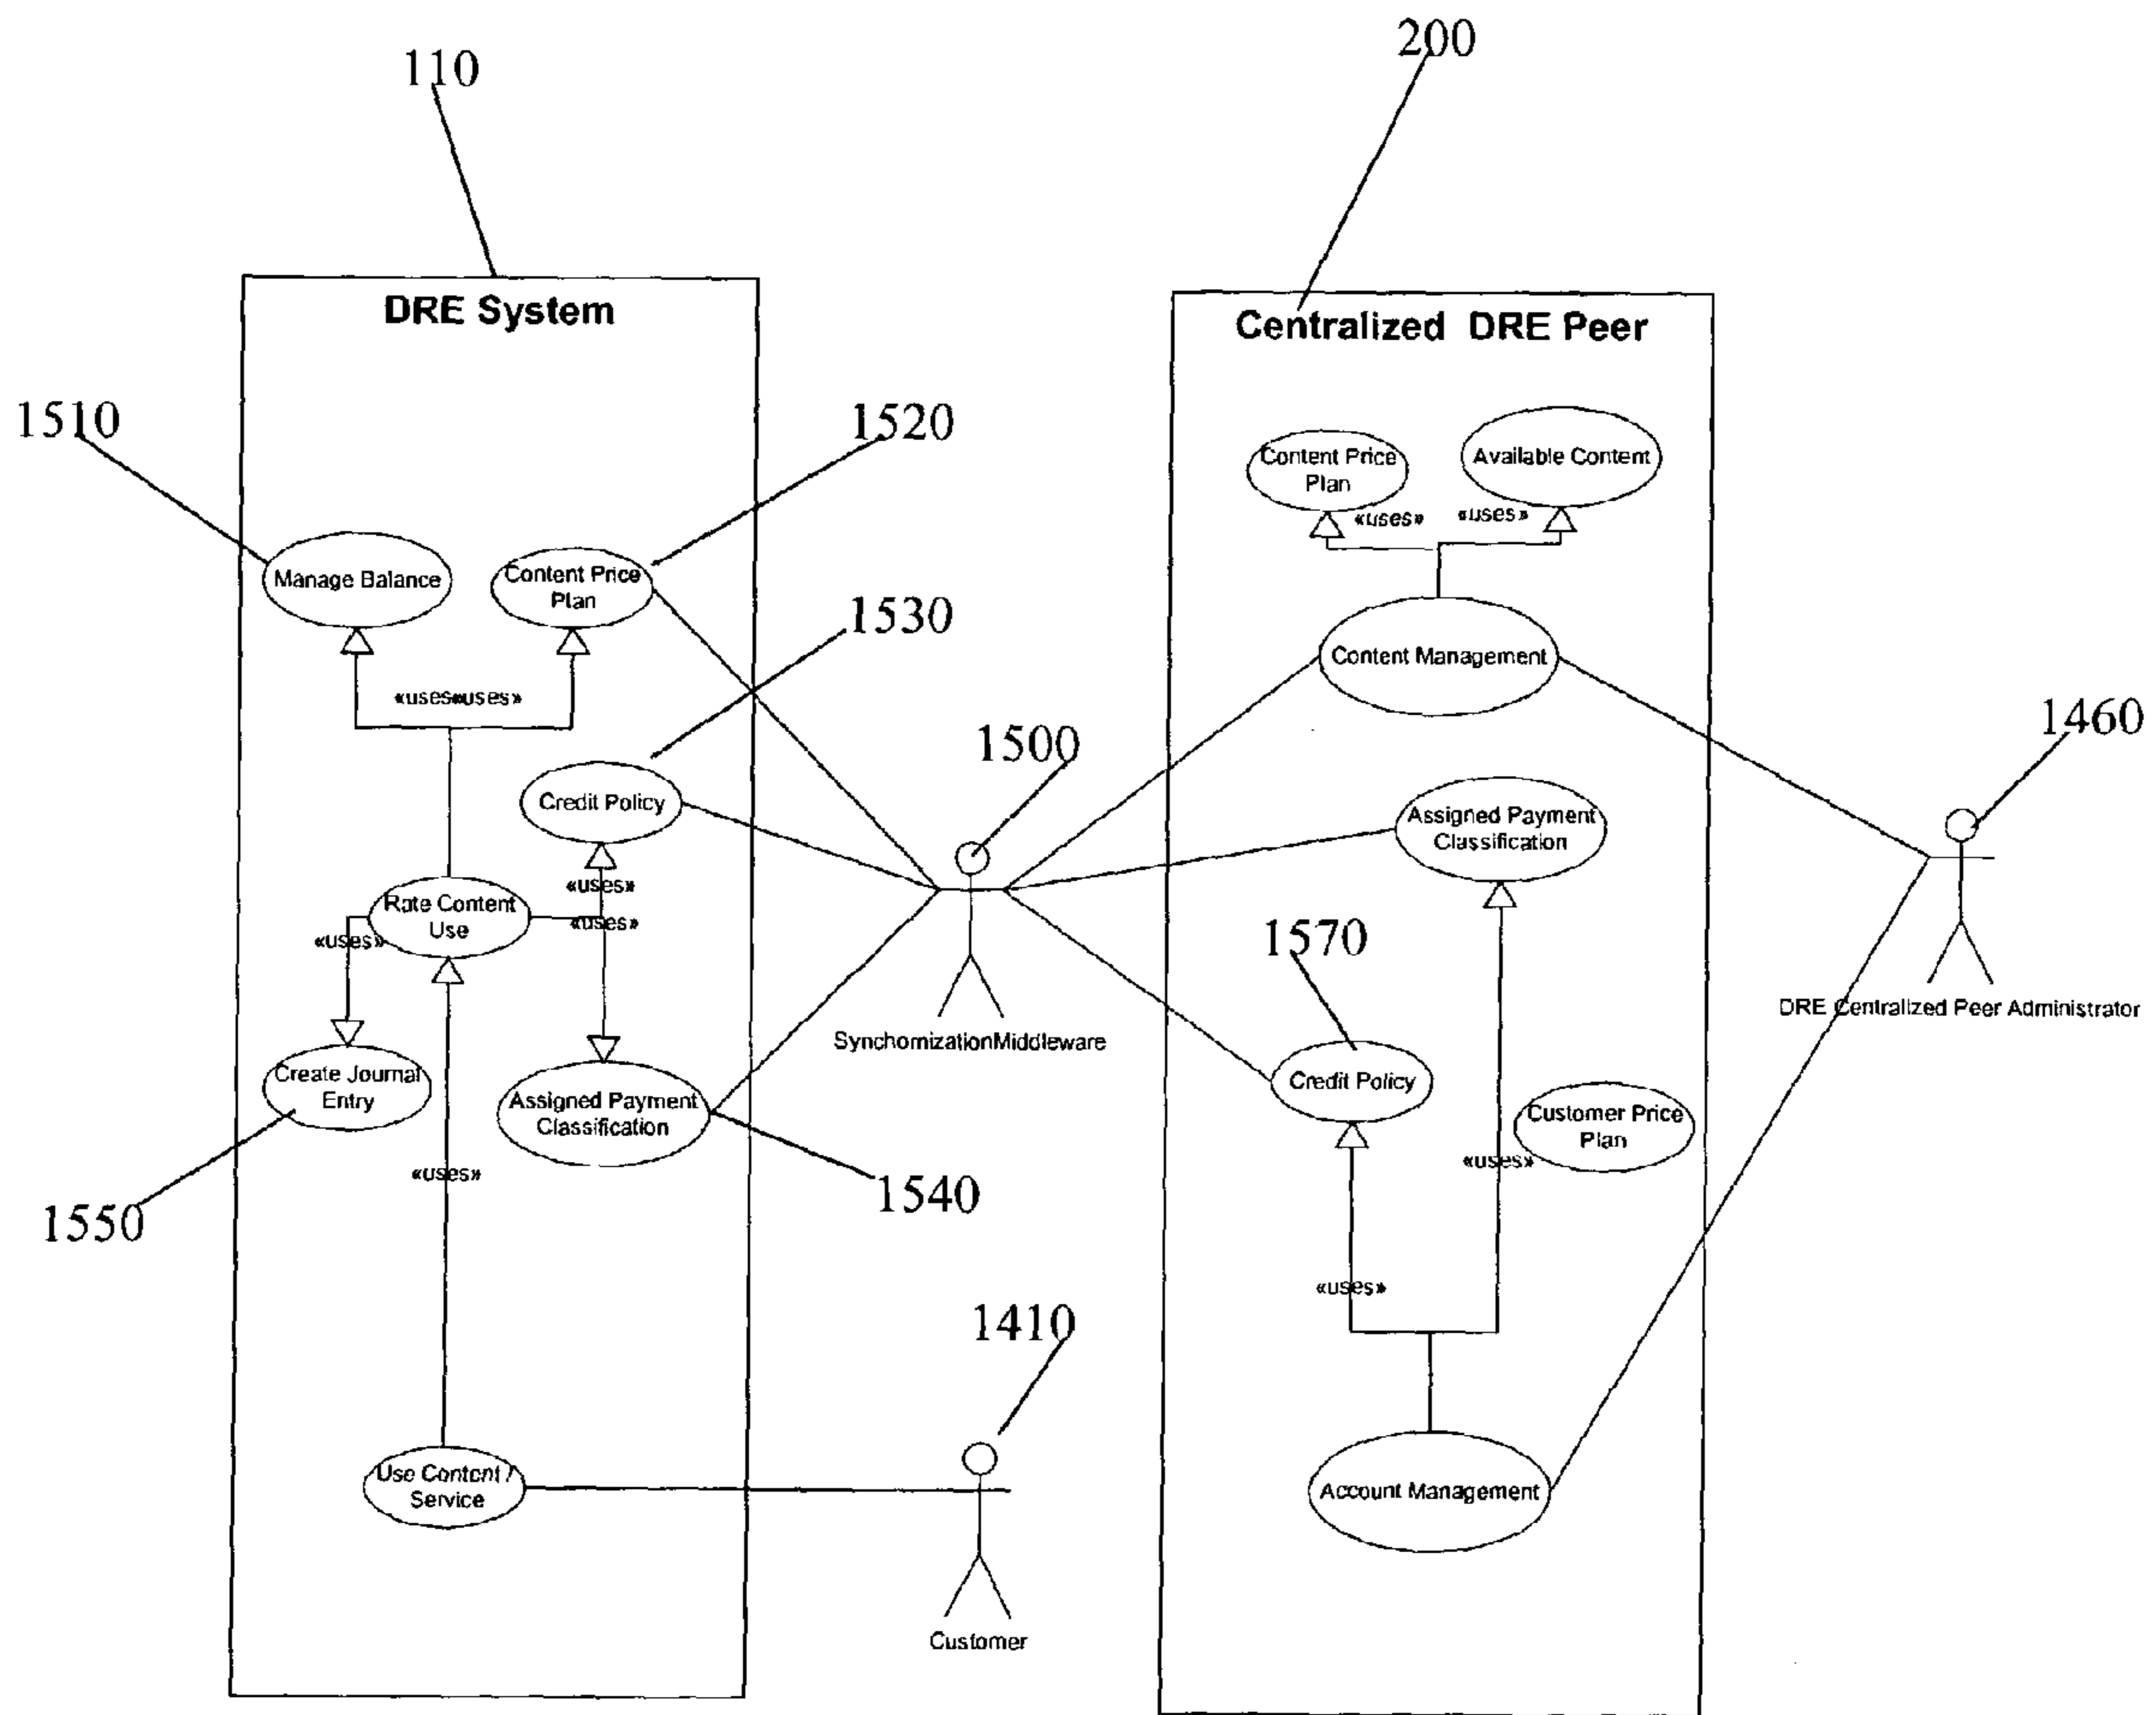 200
110
DRE System
Centralized DRE Peer
1510
1520
Content Price
Plan
Available Content
«uses»
«uses»
Manage Balance
Content Price
Plan
1530
Content Management
«uses»
«uses»
1460
1500
Credit Policy
Assigned Payment
Classification
«uses»
Rate Content
Use
«uses»
«uses»
1570
DRE Centralized Peer Administrator
SynchornizationMiddleware
Create Journal
Entry
Credit Policy
Assigned Payment
Classification
Customer Price
Plan
«uses»
«uses»
1540
1550
«uses»
1410
Use Content /
Service
Account Management
Customer